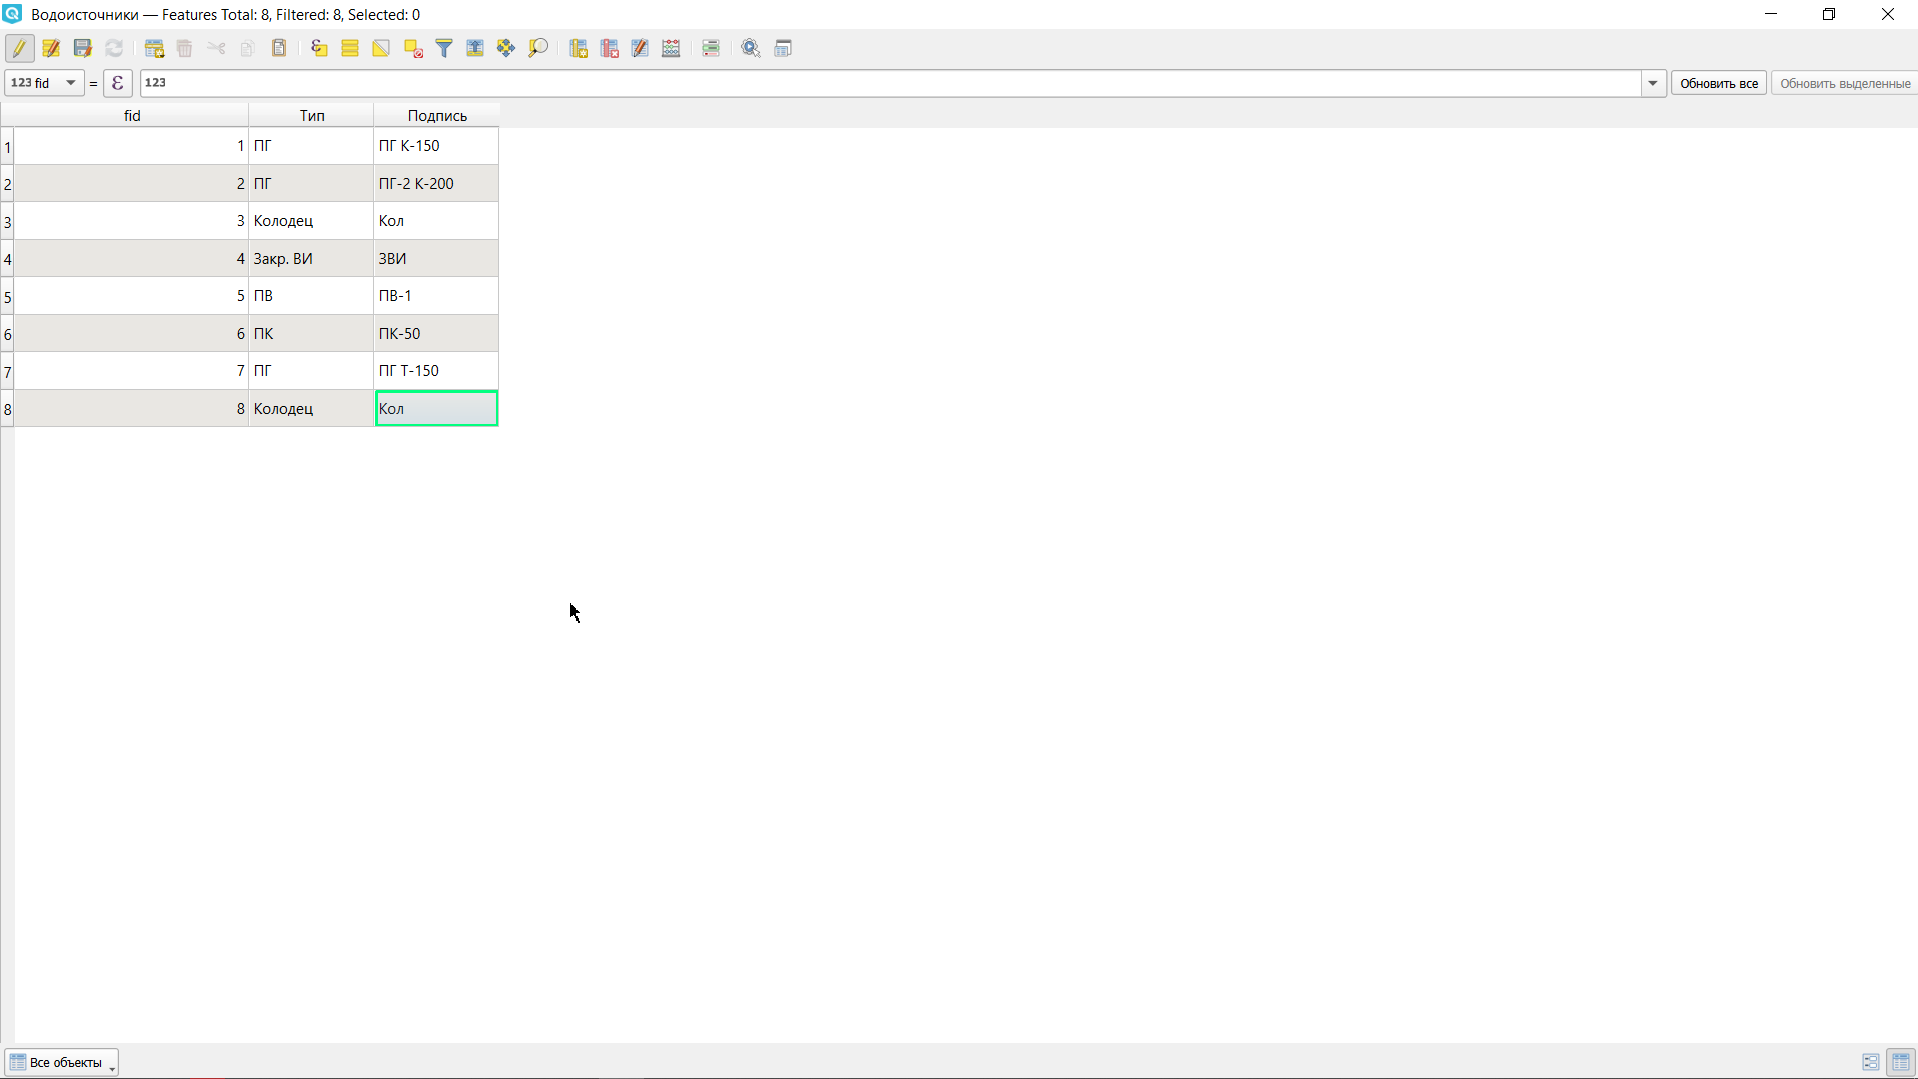 Водоисточники — Features Total: 8, Filtered: 8, Selected: 0
123 fid = ε 123 Обновить все Обновить выделенные
fid Тип Подпись
1 1 ПГ ПГ К-150
2 2 ПГ ПГ-2 К-200
3 3 Колодец Кол
4 4 Закр. ВИ ЗВИ
5 5 ПВ ПВ-1
6 6 ПК ПК-50
7 7 ПГ ПГ Т-150
8 8 Колодец Кол
Все объекты